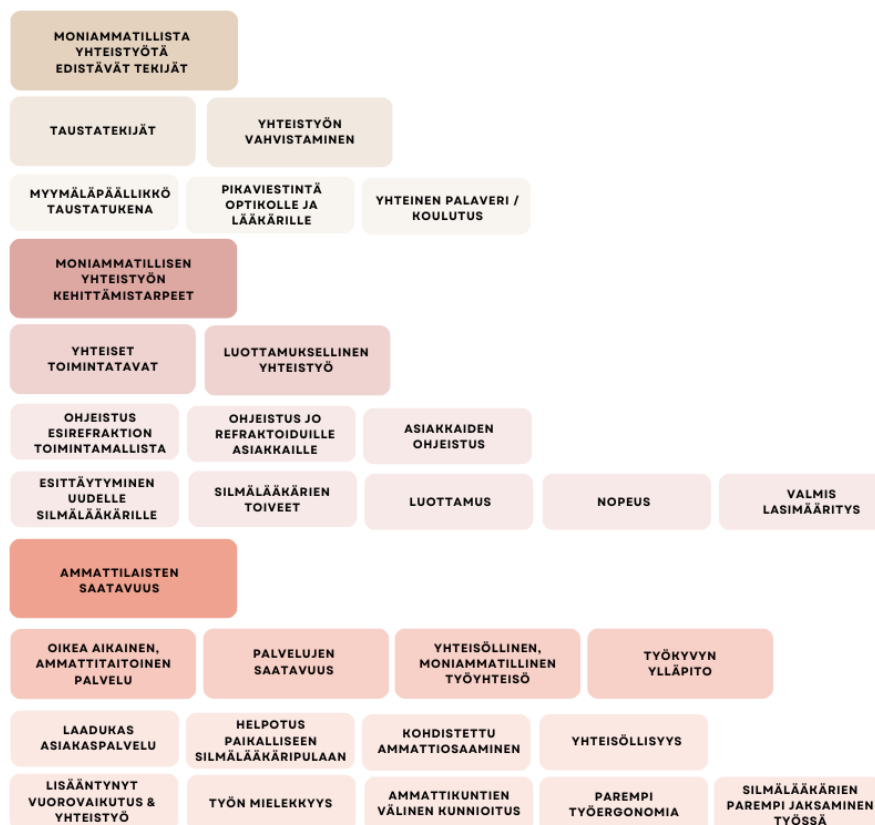 MONIAMMATILLISTA
YHTEISTYÖTÄ
EDISTÄVÄT TEKIJÄT
TAUSTATEKIJÄT
YHTEISTYÖN
VAHVISTAMINEN
MYYMÄLÄPÄÄLLIKKÖ
TAUSTATUKENA
PIKAVIESTINTÄ
OPTIKOLLE JA
LÄÄKÄRILLE
YHTEINEN PALAVERI /
KOULUTUS
MONIAMMATILLISEN
YHTEISTYÖN
KEHITTÄMISTARPEET
YHTEISET
TOIMINTATAVAT
LUOTTAMUKSELLINEN
YHTEISTYÖ
OHJEISTUS
ESIREFRAKTION
TOIMINTAMALLISTA
OHJEISTUS JO
REFRAKTOIDUILLE
ASIAKKAILLE
ASIAKKAIDEN
OHJEISTUS
ESITTÄYTYMINEN
UUDELLE
SILMÄLÄÄKÄRILLE
SILMÄLÄÄKÄRIEN
TOIVEET
LUOTTAMUS
NOPEUS
VALMIS
LASIMÄÄRITYS
AMMATTILAISTEN
SAATAVUUS
OIKEA AIKAINEN,
AMMATTITAITOINEN
PALVELU
PALVELUJEN
SAATAVUUS
YHTEISÖLLINEN,
MONIAMMATILLINEN
TYÖYHTEISÖ
TYÖKYVYN
YLLÄPITO
LAADUKAS
ASIAKASPALVELU
HELPOTUS
PAIKALLISEEN
SILMÄLÄÄKÄRIPULAAN
KOHDISTETTU
AMMATTIOSAAMINEN
YHTEISÖLLISYYS
LISÄÄNTYNYT
VUOROVAIKUTUS &
YHTEISTYÖ
TYÖN MIELEKKYYS
AMMATTIKUNTIEN
VÄLINEN KUNNIOITUS
PAREMPI
TYÖERGONOMIA
SILMÄLÄÄKÄRIEN
PAREMPI JAKSAMINEN
TYÖSSÄ